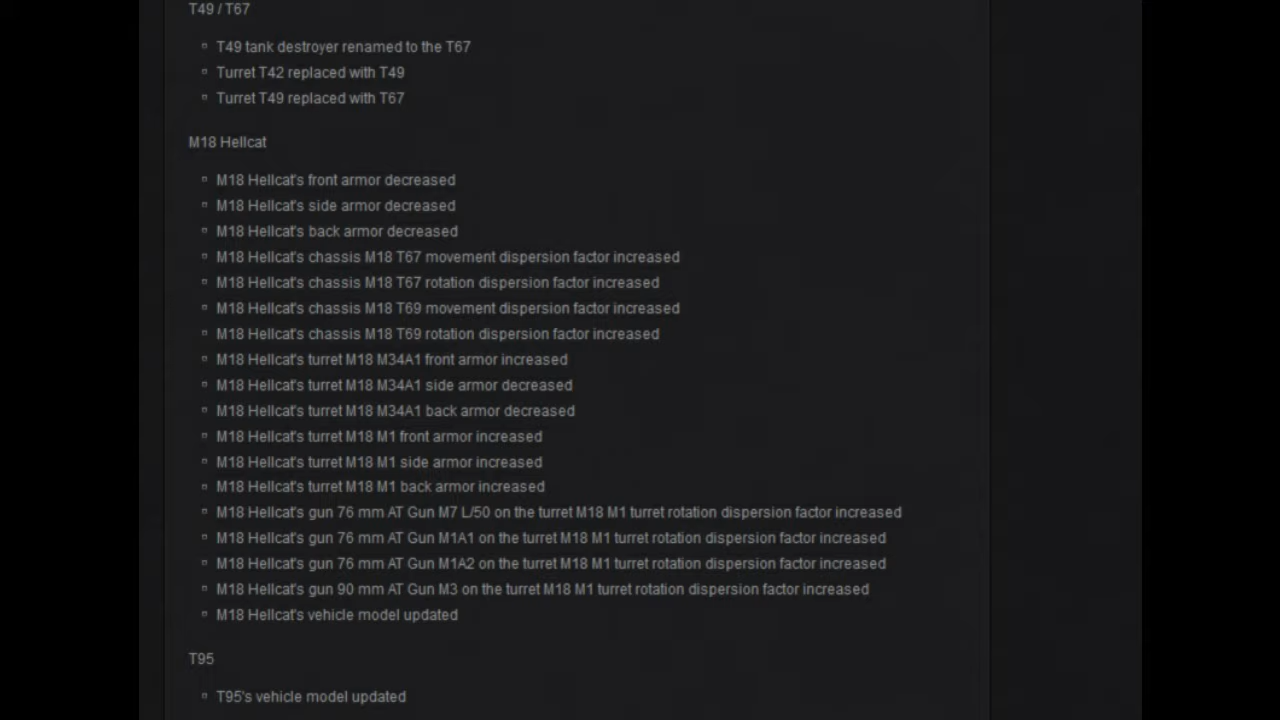 T49 / T67
T49 tank destroyer renamed to the T67
Turret T42 replaced with T49
Turret T49 replaced with T67
M18 Hellcat
M18 Hellcat's front armor decreased
M18 Hellcat's side armor decreased
M18 Hellcat's back armor decreased
M18 Hellcat's chassis M18 T67 movement dispersion factor increased
M18 Hellcat's chassis M18 T67 rotation dispersion factor increased
M18 Hellcat's chassis M18 T69 movement dispersion factor increased
M18 Hellcat's chassis M18 T69 rotation dispersion factor increased
M18 Hellcat's turret M18 M34A1 front armor increased
M18 Hellcat's turret M18 M34A1 side armor decreased
M18 Hellcat's turret M18 M34A1 back armor decreased
M18 Hellcat's turret M18 M1 front armor increased
M18 Hellcat's turret M18 M1 side armor increased
M18 Hellcat's turret M18 M1 back armor increased
M18 Hellcat's gun 76 mm AT Gun M7 L/50 on the turret M18 M1 turret rotation dispersion factor increased
M18 Hellcat's gun 76 mm AT Gun M1A1 on the turret M18 M1 turret rotation dispersion factor increased
M18 Hellcat's gun 76 mm AT Gun M1A2 on the turret M18 M1 turret rotation dispersion factor increased
M18 Hellcat's gun 90 mm AT Gun M3 on the turret M18 M1 turret rotation dispersion factor increased
M18 Hellcat's vehicle model updated
T95
T95's vehicle model updated